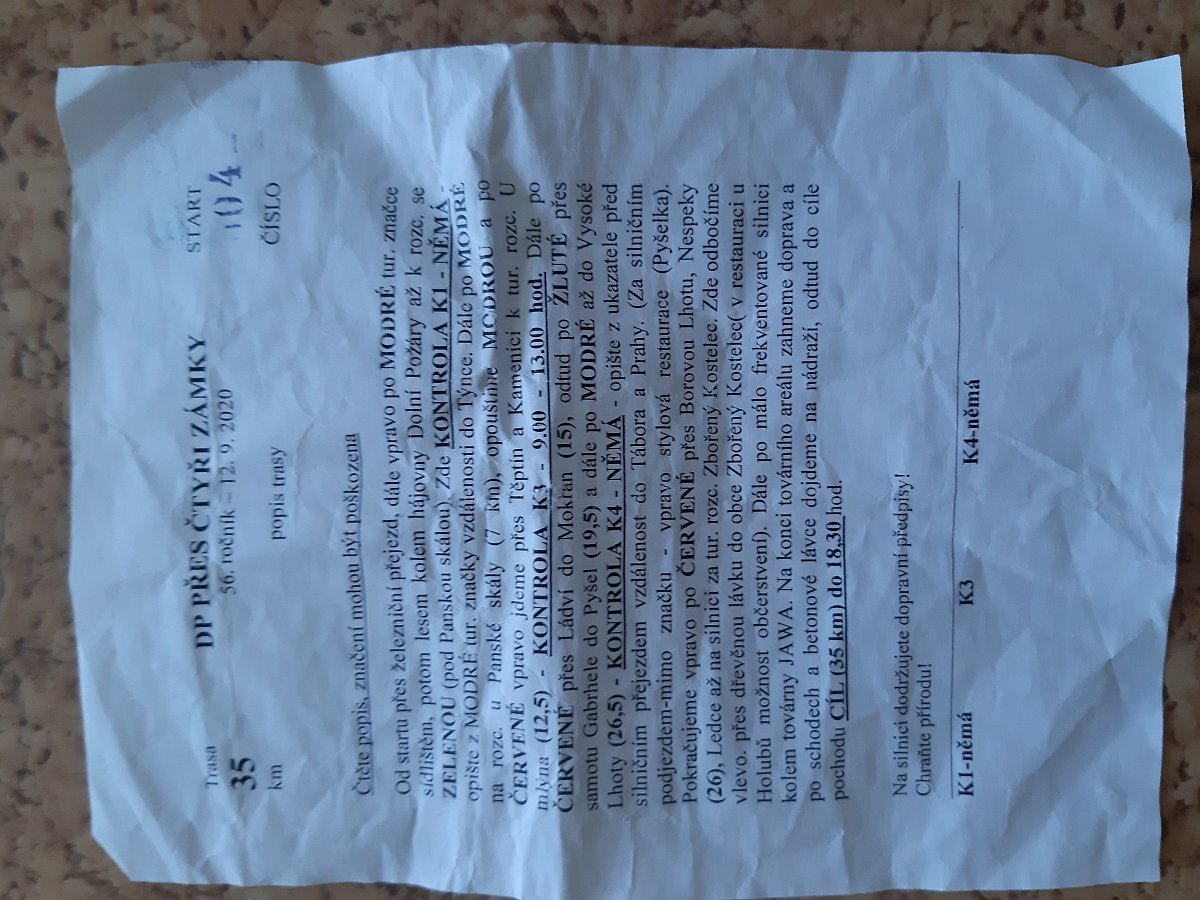 Trasa DP PŘES ČTYŘI ZÁMKY START
35 56. ročník – 12. 9. 2020 104
km popis trasy ČÍSLO
Čtěte popis, značení mohou být poškozena
Od startu přes železniční přejezd, dále vpravo po MODRÉ tur. značce
sídlištěm, potom lesem kolem hájovny Dolní Požáry až k rozc. se
ZELENOU (pod Panskou skálou). Zde KONTROLA K1 - NĚMÁ -
opište z MODRÉ tur. značky vzdálenosti do Týnce. Dále po MODRÉ
na rozc. u Panské skály (7 km), opouštíme MODROU a po
ČERVENÉ vpravo jdeme přes Těptín a Kamenici k tur. rozc. U
mlýna (12,5) - KONTROLA K3 - 9.00 - 13.00 hod. Dále po
ČERVENÉ přes Ládví do Mokřan (15), odtud po ŽLUTÉ přes
samotu Gabrhele do Pyšel (19,5) a dále po MODRÉ až do Vysoké
Lhoty (26,5) - KONTROLA K4 - NĚMÁ - opište z ukazatele před
silničním přejezdem vzdálenost do Tábora a Prahy. (Za silničním
podjezdem-mimo značku - vpravo stylová restaurace (Pyšelka).
Pokračujeme vpravo po ČERVENÉ přes Borovou Lhotu, Nespeky
(26), Ledce až na silnici za tur. rozc. Zbořený Kostelec. Zde odbočíme
vlevo. přes dřevěnou lávku do obce Zbořený Kostelec( v restauraci u
Holubů možnost občerstvení). Dále po málo frekventované silnici
kolem továrny JAWA. Na konci továrního areálu zahneme doprava a
po schodech a betonové lávce dojdeme na nádraží, odtud do cíle
pochodu CÍL (35 km) do 18,30 hod.
Na silnici dodržujete dopravní předpisy!
Chraňte přírodu!
K1-němá K3 K4-němá